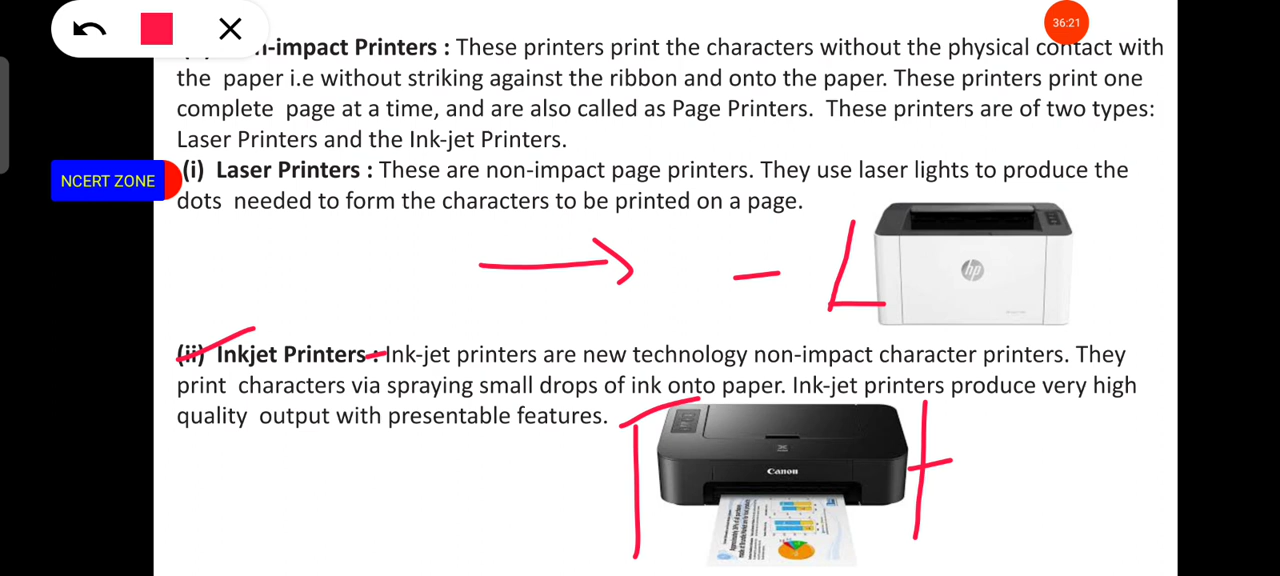 36:21
n-impact Printers : These printers print the characters without the physical contact with
the paper i.e without striking against the ribbon and onto the paper. These printers print one
complete page at a time, and are also called as Page Printers. These printers are of two types:
Laser Printers and the Ink-jet Printers.
NCERT ZONE
(i) Laser Printers : These are non-impact page printers. They use laser lights to produce the
dots needed to form the characters to be printed on a page.
hp
(ii) Inkjet Printers : Ink-jet printers are new technology non-impact character printers. They
print characters via spraying small drops of ink onto paper. Ink-jet printers produce very high
quality output with presentable features.
Canon